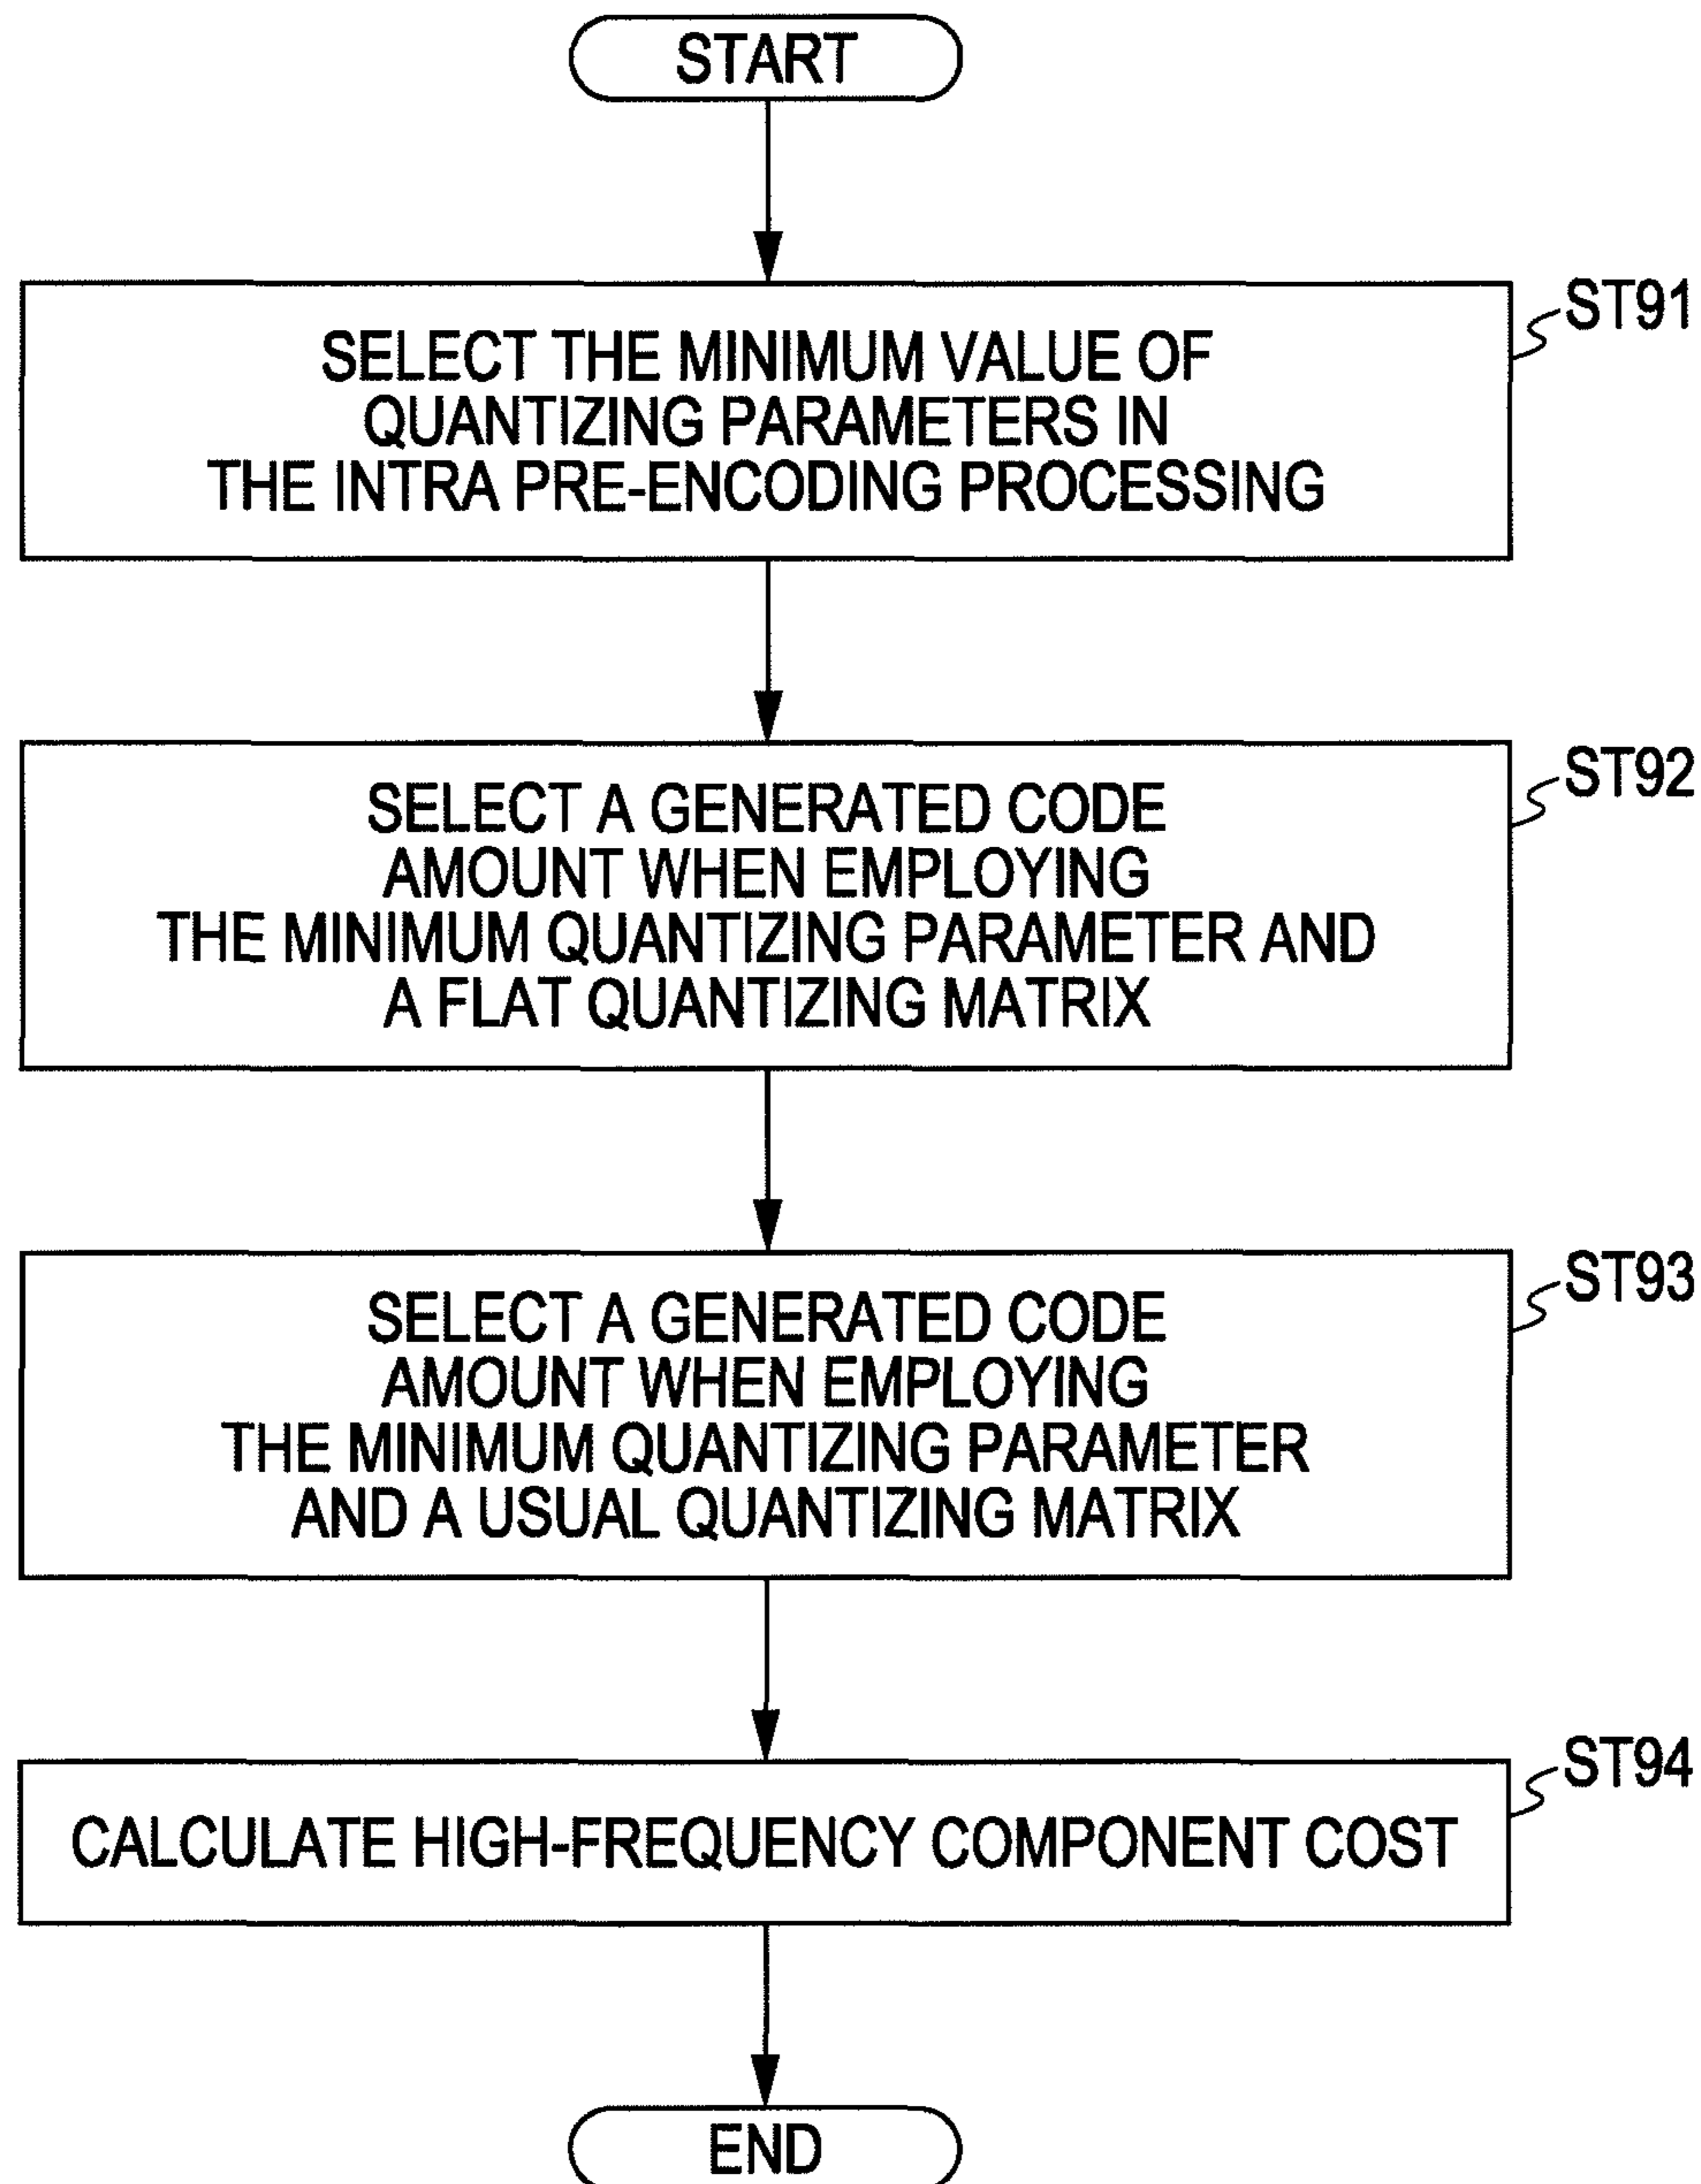 START
ST91
SELECT THE MINIMUM VALUE OF
QUANTIZING PARAMETERS IN
THE INTRA PRE-ENCODING PROCESSING
ST92
SELECT A GENERATED CODE
AMOUNT WHEN EMPLOYING
THE MINIMUM QUANTIZING PARAMETER AND
A FLAT QUANTIZING MATRIX
ST93
SELECT A GENERATED CODE
AMOUNT WHEN EMPLOYING
THE MINIMUM QUANTIZING PARAMETER
AND A USUAL QUANTIZING MATRIX
ST94
CALCULATE HIGH-FREQUENCY COMPONENT COST
END